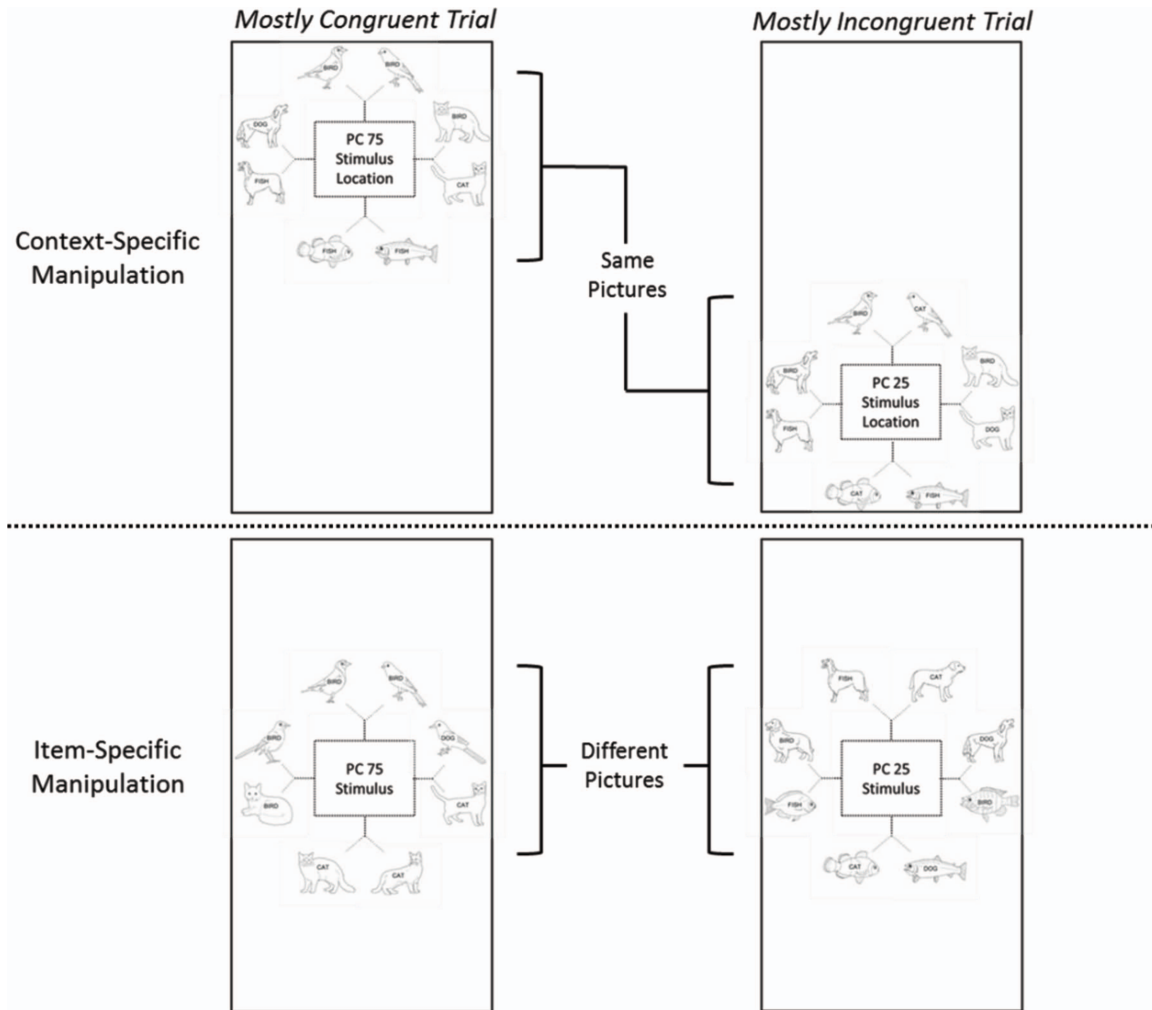 Mostly Congruent Trial
Mostly Incongruent Trial
BIRD
BIRD
DOG
BIRD
PC 75
Stimulus
Location
FISH
CAT
FISH
FISH
Context-Specific
Manipulation
Same
Pictures
BIRD
CAT
BIRD
BIRD
PC 25
Stimulus
Location
FISH
DOG
CAT
FISH
BIRD
BIRD
BIRD
DOG
PC 75
Stimulus
BIRD
CAT
CAT
CAT
Item-Specific
Manipulation
Different
Pictures
FISH
CAT
BIRD
DOG
PC 25
Stimulus
FISH
BIRD
CAT
DOG